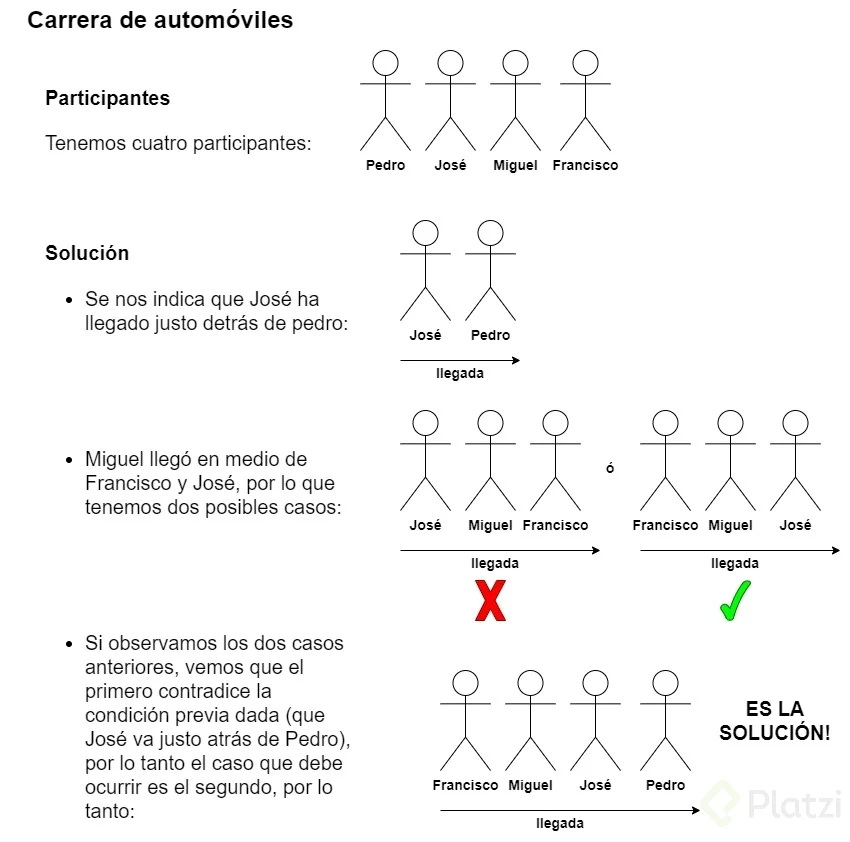 Carrera de automóviles
Participantes
Tenemos cuatro participantes:
Pedro José Miguel Francisco
Solución
• Se nos indica que José ha
llegado justo detrás de pedro:
José Pedro
llegada
• Miguel llegó en medio de
Francisco y José, por lo que
tenemos dos posibles casos:
ó
José Miguel Francisco
llegada
Francisco Miguel José
llegada
• Si observamos los dos casos
anteriores, vemos que el
primero contradice la
condición previa dada (que
José va justo atrás de Pedro),
por lo tanto el caso que debe
ocurrir es el segundo, por lo
tanto:
Francisco Miguel José Pedro
llegada
ES LA
SOLUCIÓN!
Platzi